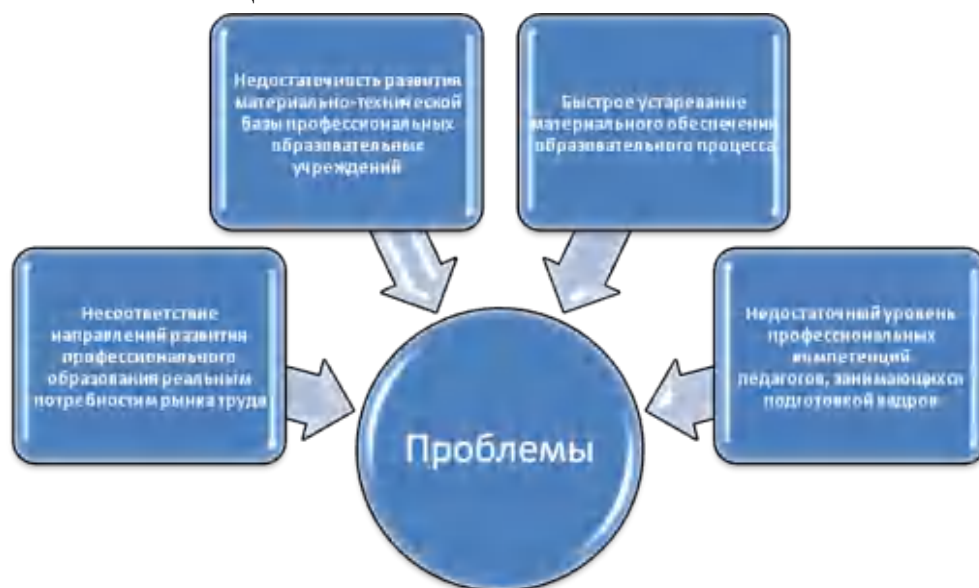 Недостаточность развития
материально-технической
базы профессиональных
образовательных
учреждений
Быстрое устаревание
материального обеспечения
образовательного процесса
Несоответствие
направлений развития
профессионального
образования реальным
потребностям рынка труда
Недостаточный уровень
профессиональных
компетенций
педагогов, занимающихся
подготовкой кадров
Проблемы